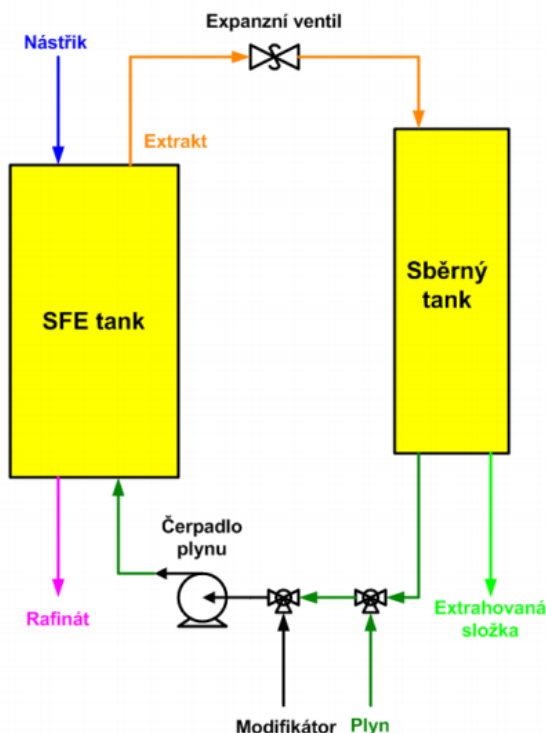 Expanzní ventil
Nástřik
Extrakt
SFE tank
Sběrný
tank
Čerpadlo
plynu
Rafinát
Extrahovaná
složka
Modifikátor
Plyn